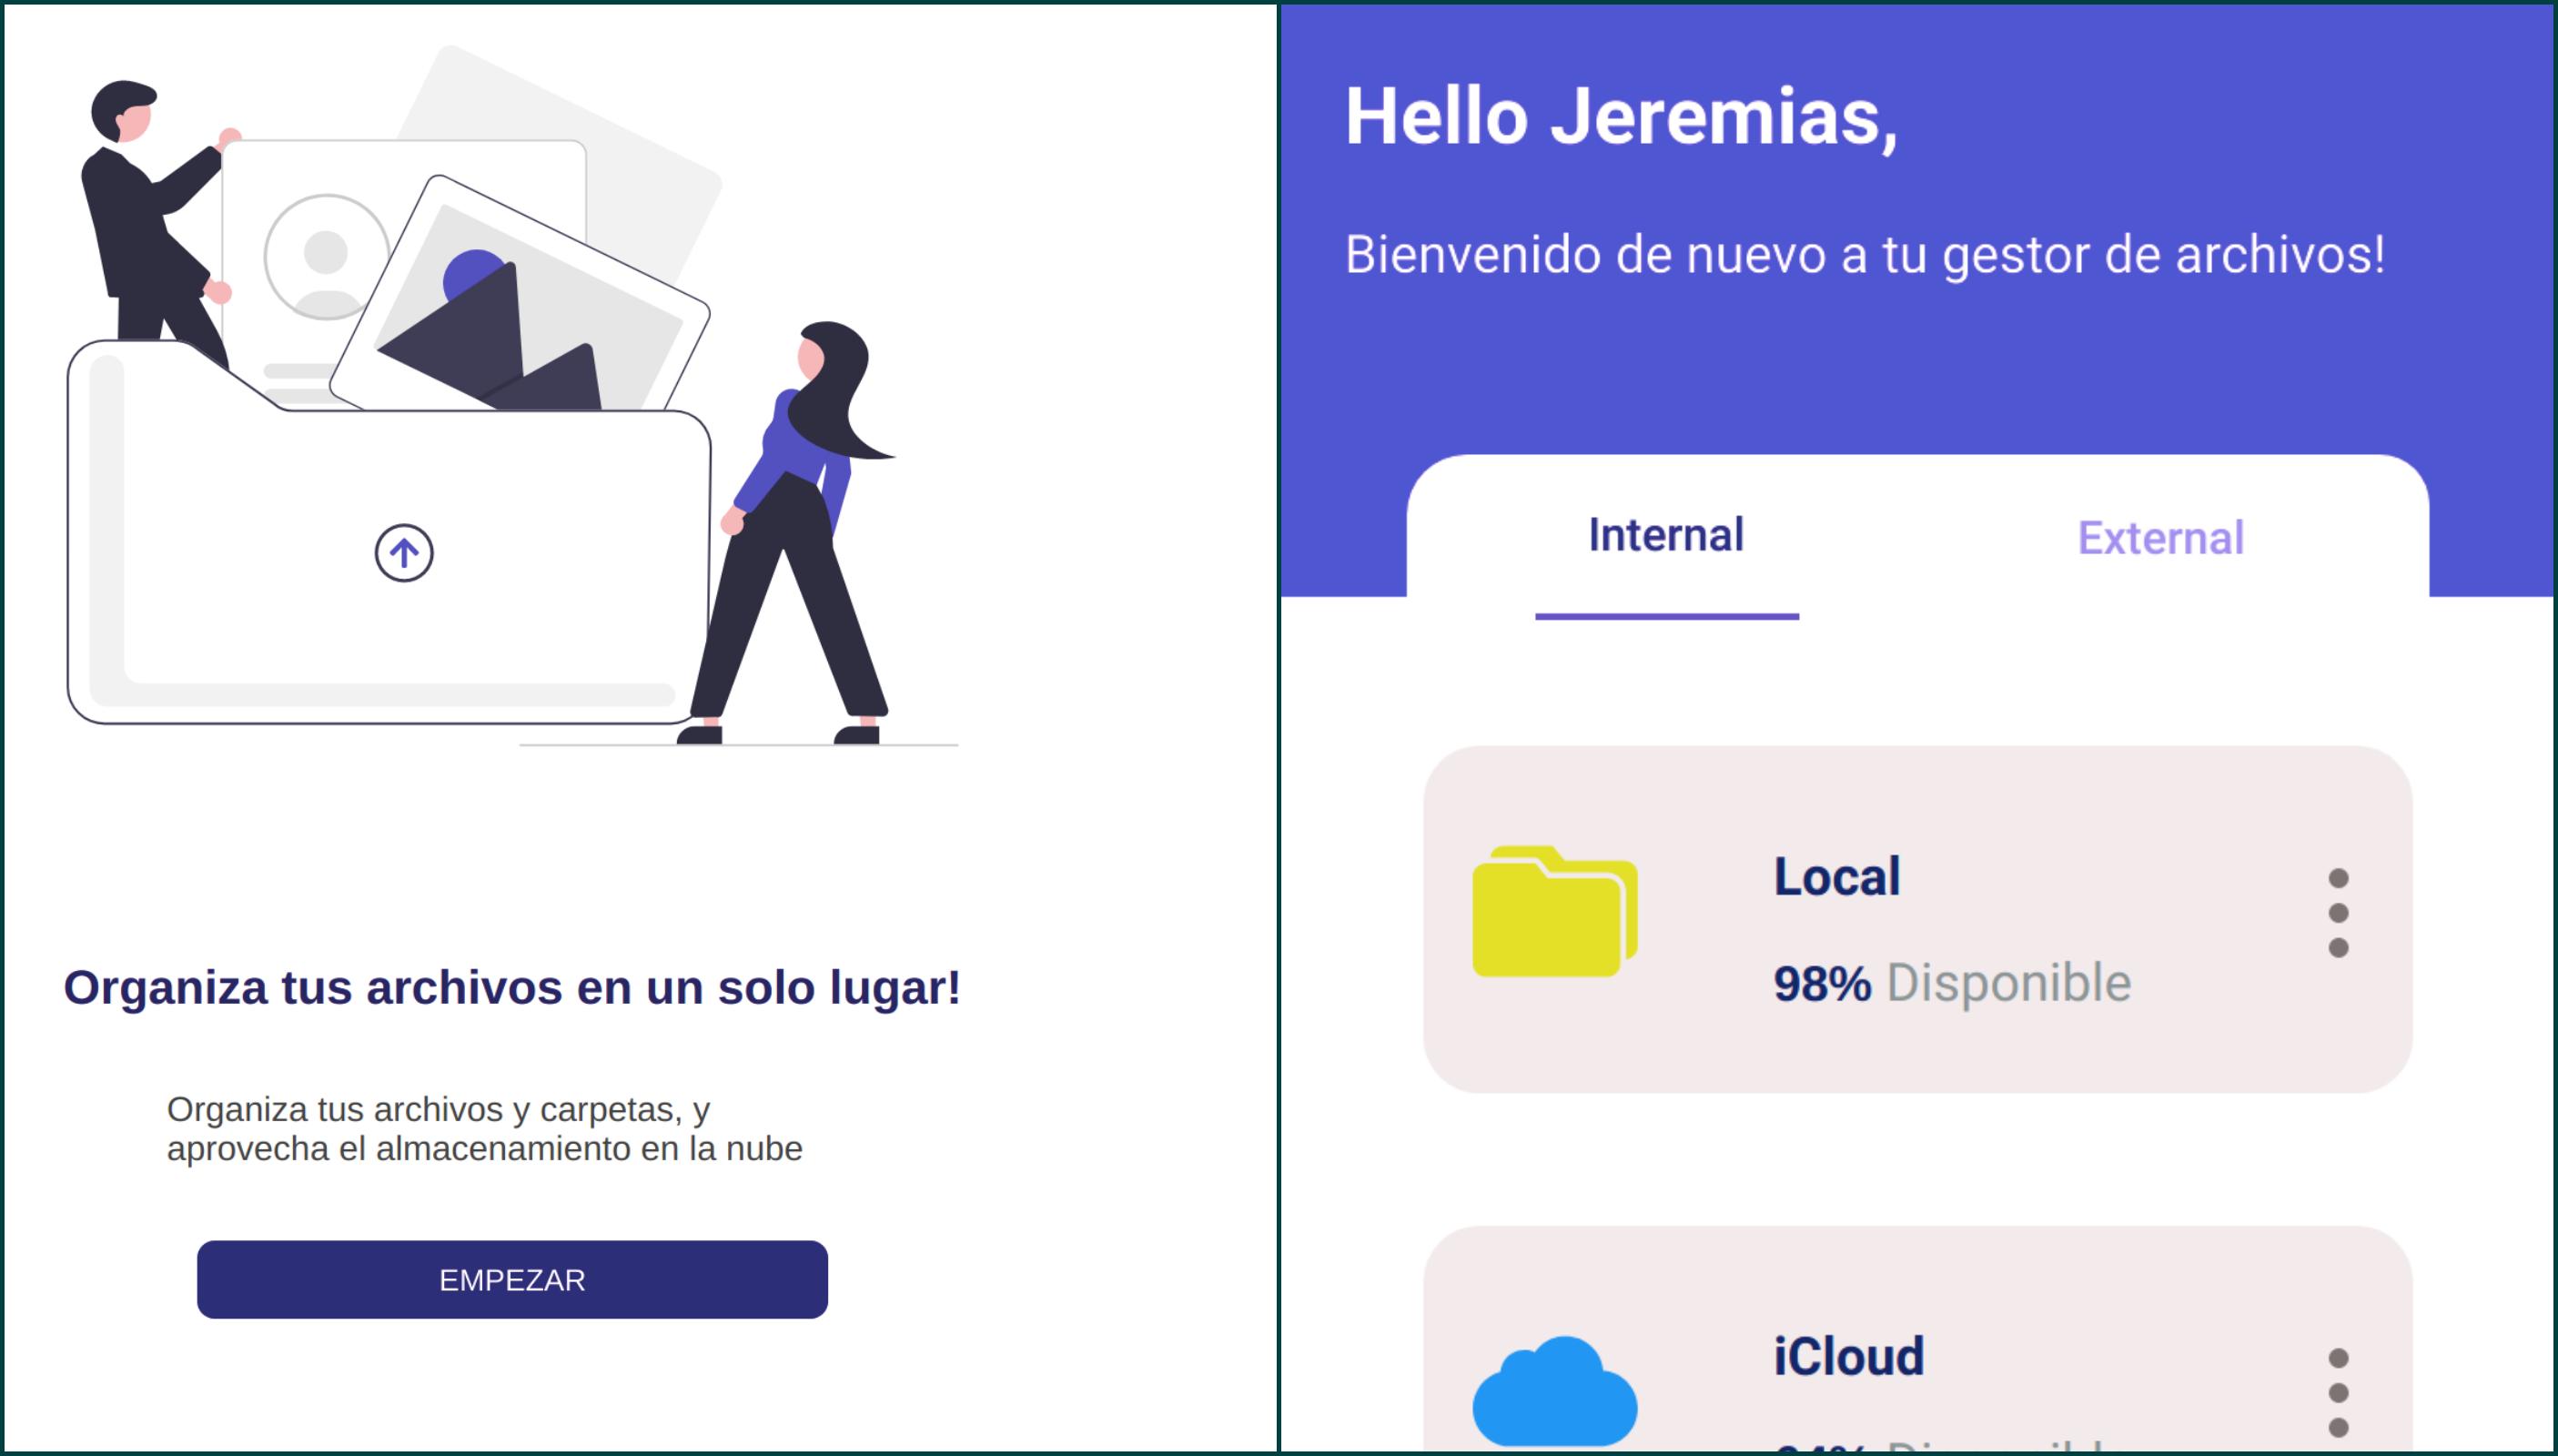 Organiza tus archivos en un solo lugar!
Organiza tus archivos y carpetas, y
aprovecha el almacenamiento en la nube
EMPEZAR
Hello Jeremias,
Bienvenido de nuevo a tu gestor de archivos!
Internal
External
Local
98% Disponible
iCloud